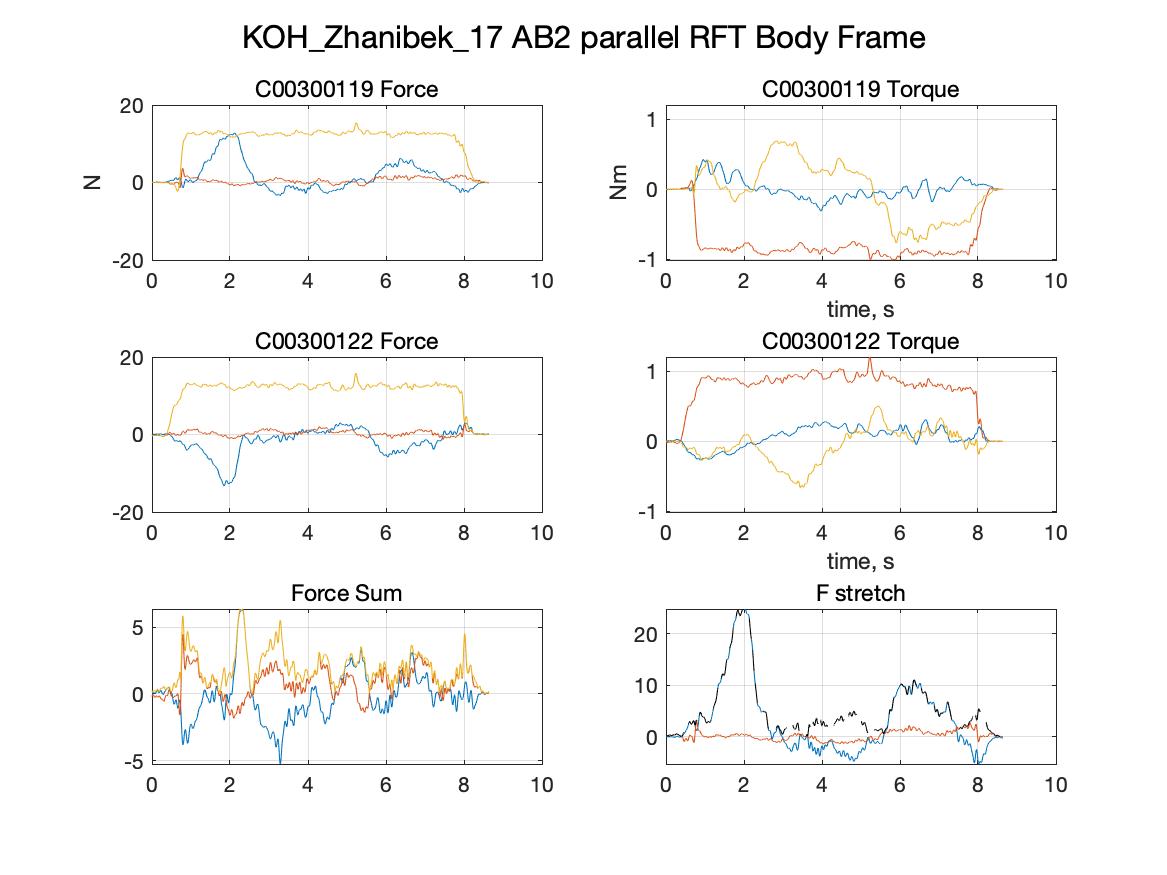 KOH_Zhanibek_17 AB2 parallel RFT Body Frame
C00300119 Force
C00300119 Torque
20
0
-20
N
0 2 4 6 8 10
1
0
-1
Nm
0 2 4 6 8 10
time, s
C00300122 Force
C00300122 Torque
20
0
-20
0 2 4 6 8 10
1
0
-1
0 2 4 6 8 10
time, s
Force Sum
F stretch
5
0
-5
0 2 4 6 8 10
20
10
0
0 2 4 6 8 10